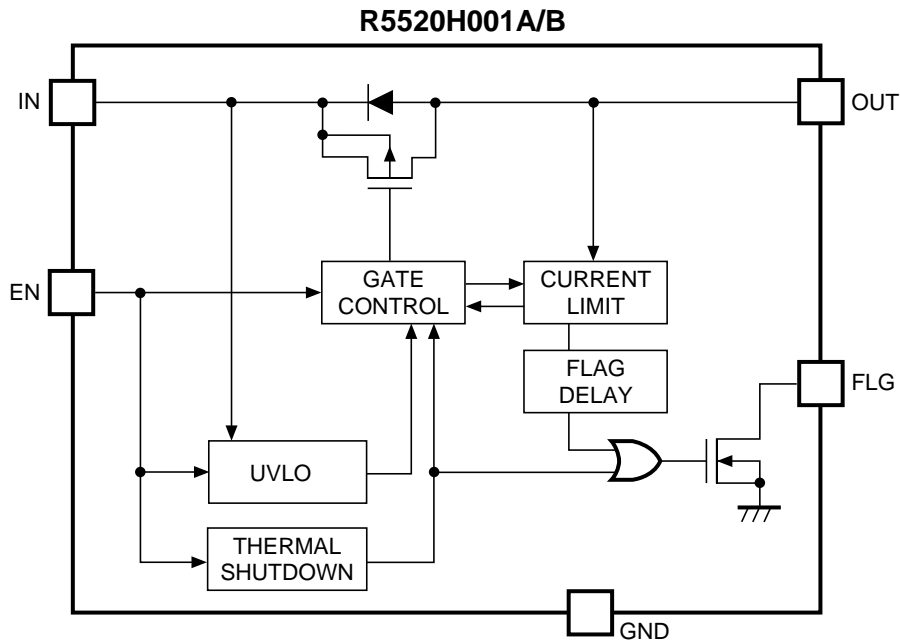 R5520H001A/B
IN
OUT
EN
GATE
CONTROL
CURRENT
LIMIT
FLAG
DELAY
FLG
UVLO
THERMAL
SHUTDOWN
GND